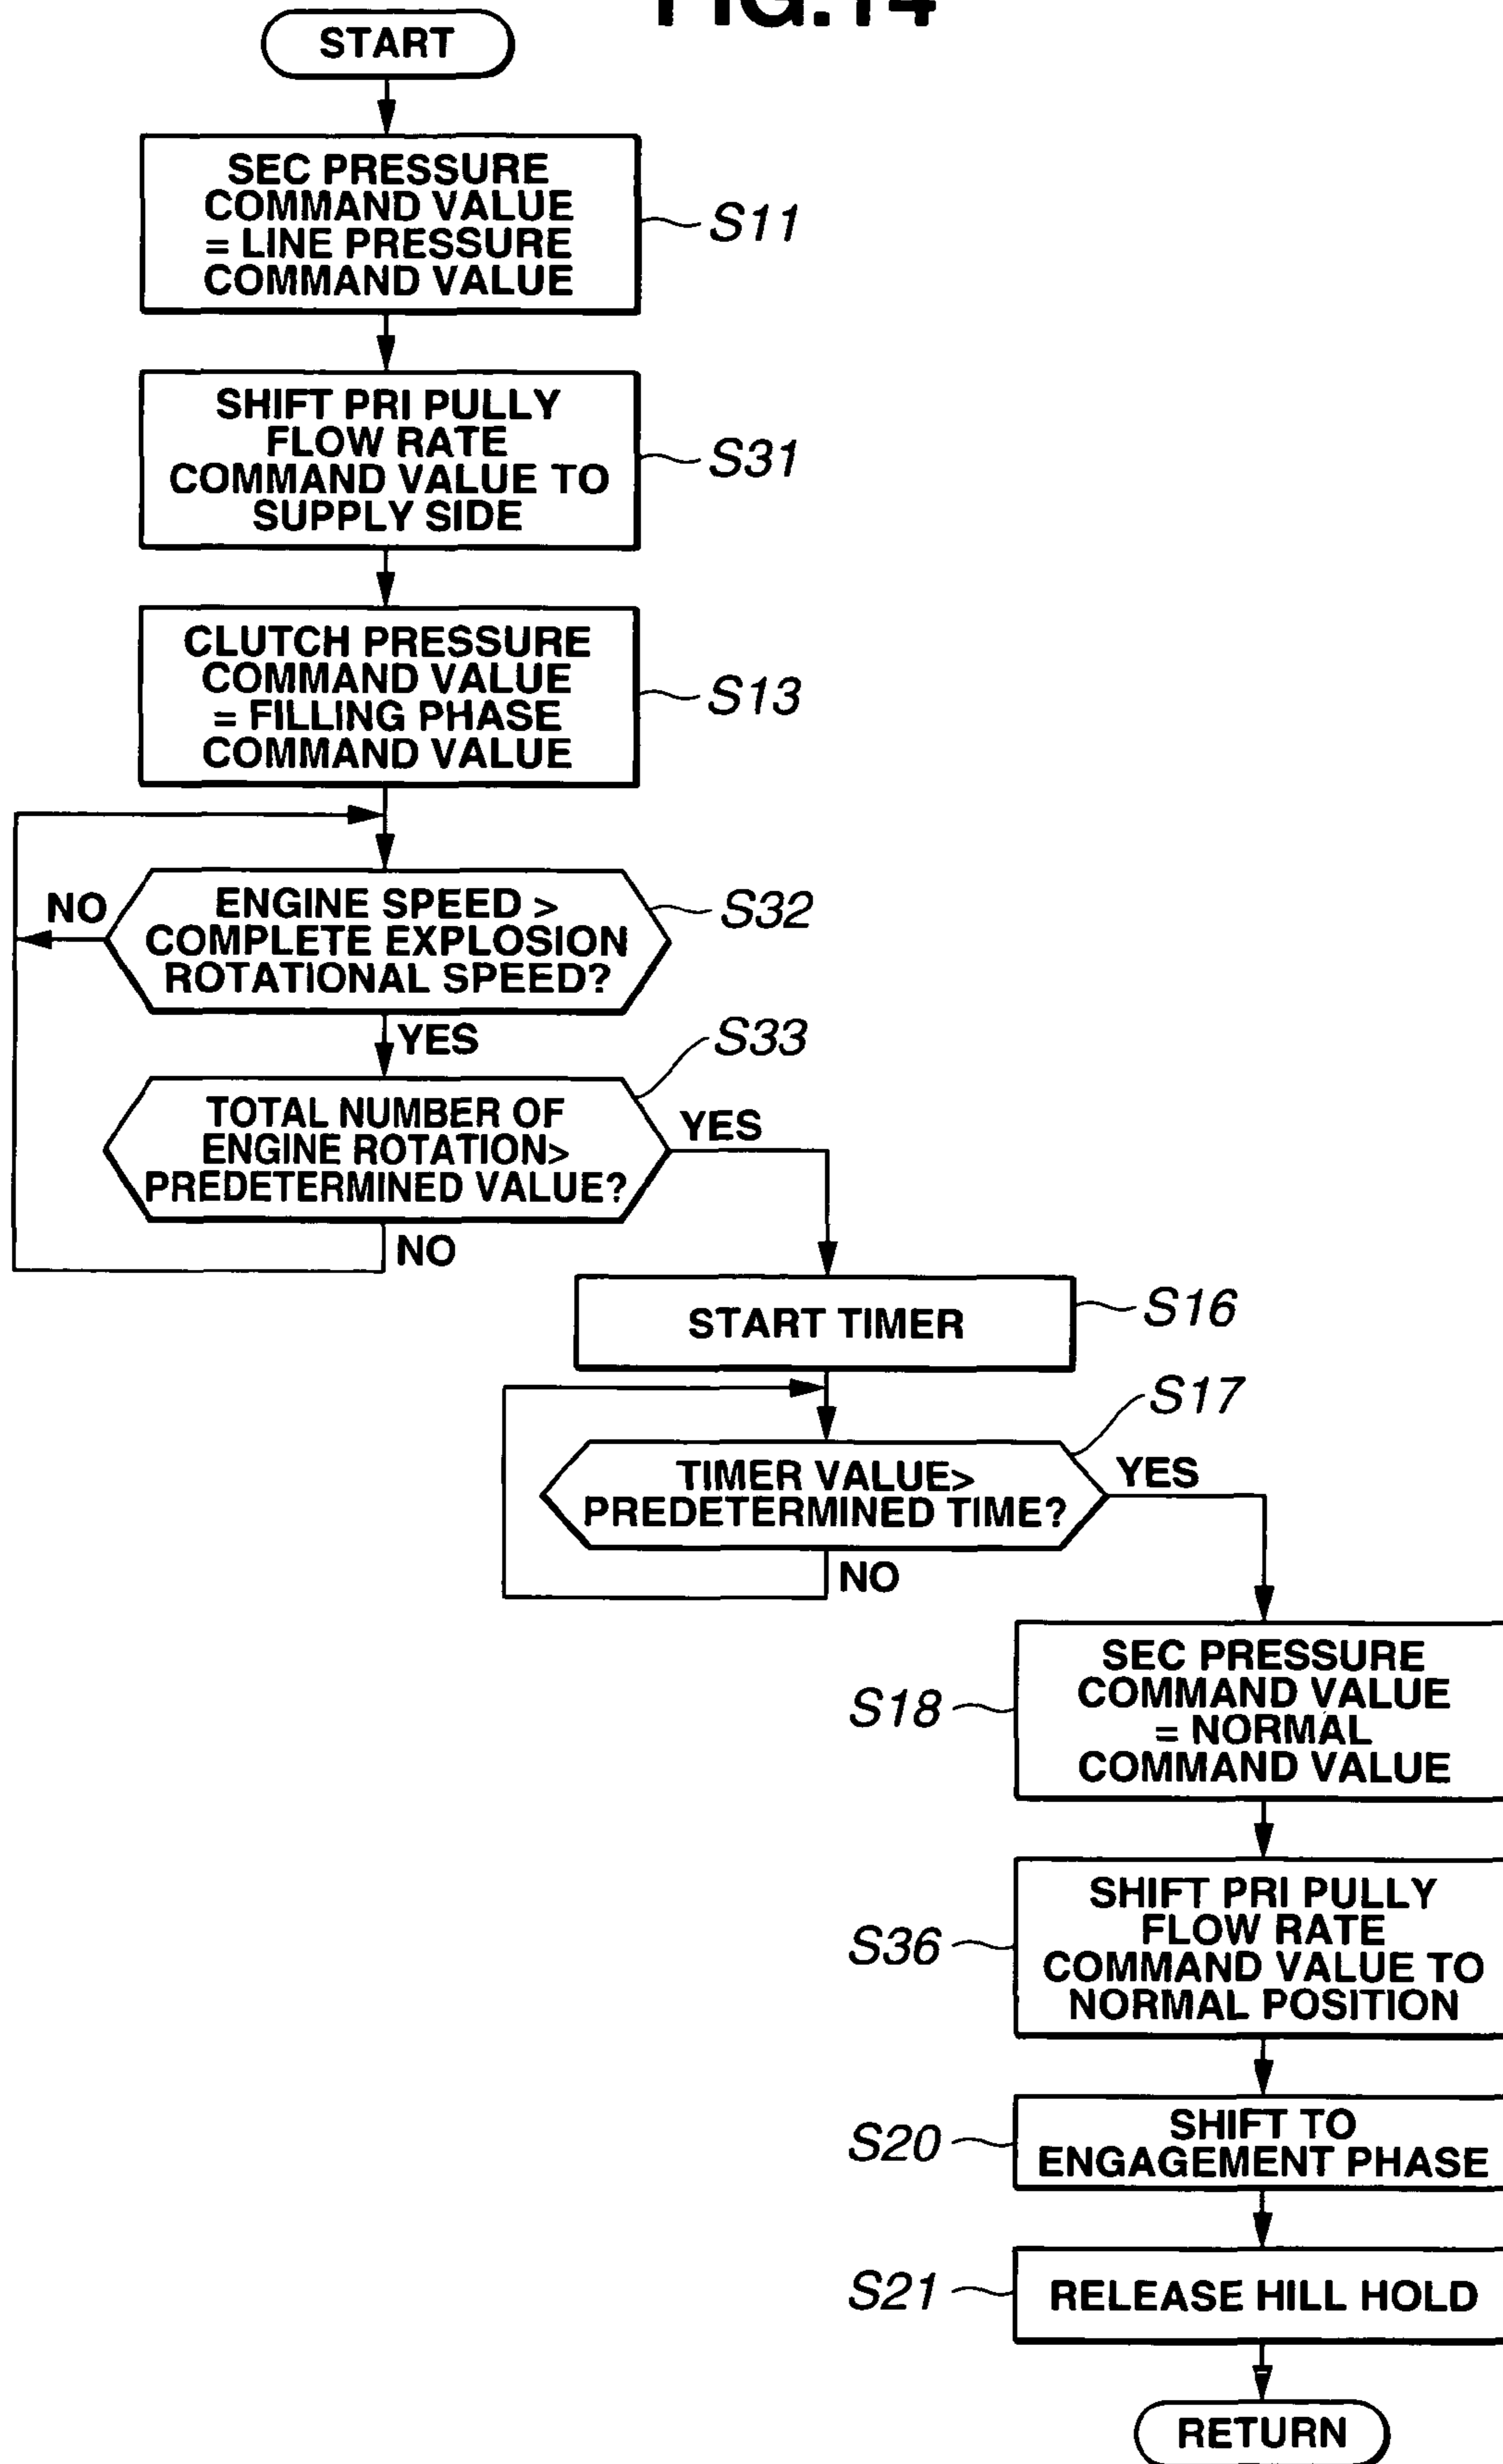 FIG.14
START
SEC PRESSURE
COMMAND VALUE
= LINE PRESSURE
COMMAND VALUE
S11
SHIFT PRI PULLY
FLOW RATE
COMMAND VALUE TO
SUPPLY SIDE
S31
CLUTCH PRESSURE
COMMAND VALUE
= FILLING PHASE
COMMAND VALUE
S13
NO
ENGINE SPEED >
COMPLETE EXPLOSION
ROTATIONAL SPEED?
S32
YES
S33
TOTAL NUMBER OF
ENGINE ROTATION>
PREDETERMINED VALUE?
YES
NO
START TIMER
S16
S17
TIMER VALUE>
PREDETERMINED TIME?
YES
NO
SEC PRESSURE
COMMAND VALUE
= NORMAL
COMMAND VALUE
S18
SHIFT PRI PULLY
FLOW RATE
COMMAND VALUE TO
NORMAL POSITION
S36
SHIFT TO
ENGAGEMENT PHASE
S20
RELEASE HILL HOLD
S21
RETURN